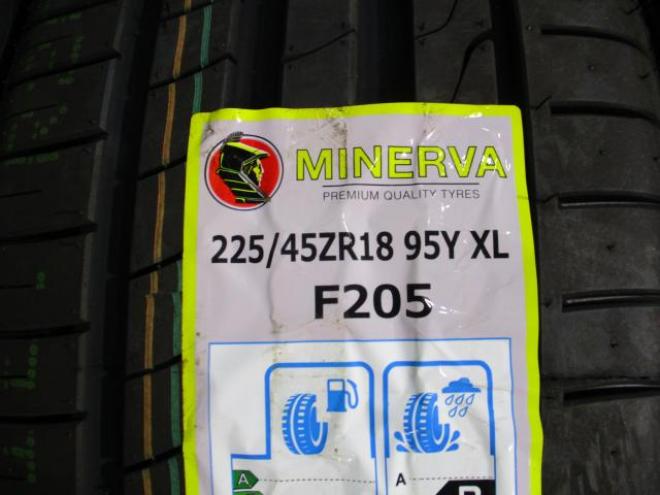 MINERVA
PREMIUM QUALITY TYRES
225/45ZR18 95Y XL
F205
A
A
B